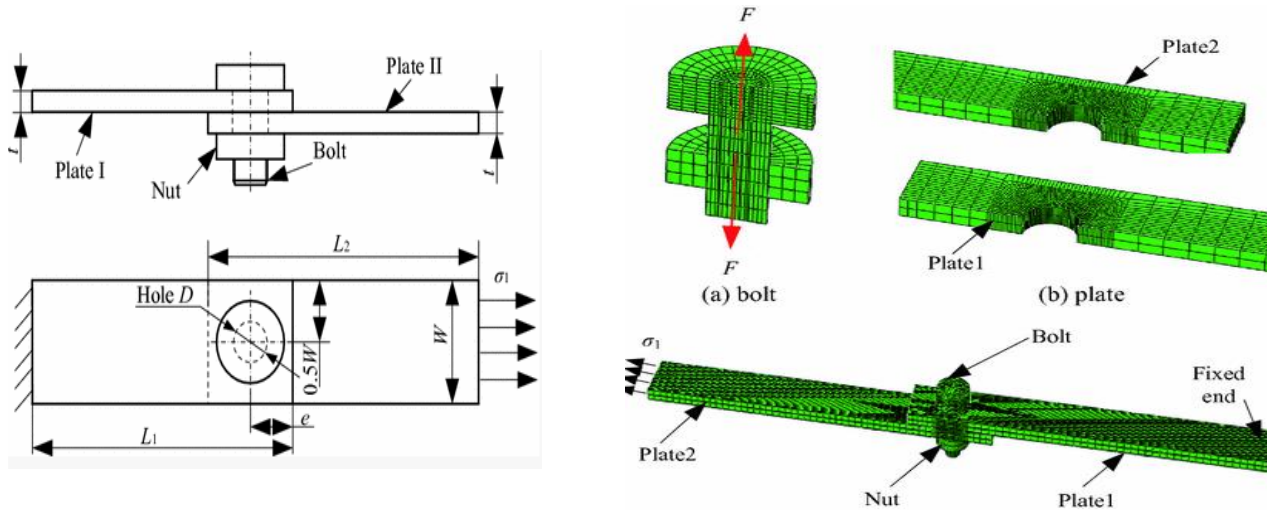 Plate II
t
Plate I
Nut
Bolt
t
L2
σ1
Hole D
0.5W
W
e
L1
F
F
(a) bolt
Plate2
Plate1
(b) plate
σ1
Bolt
Fixed
end
Plate2
Nut
Plate1